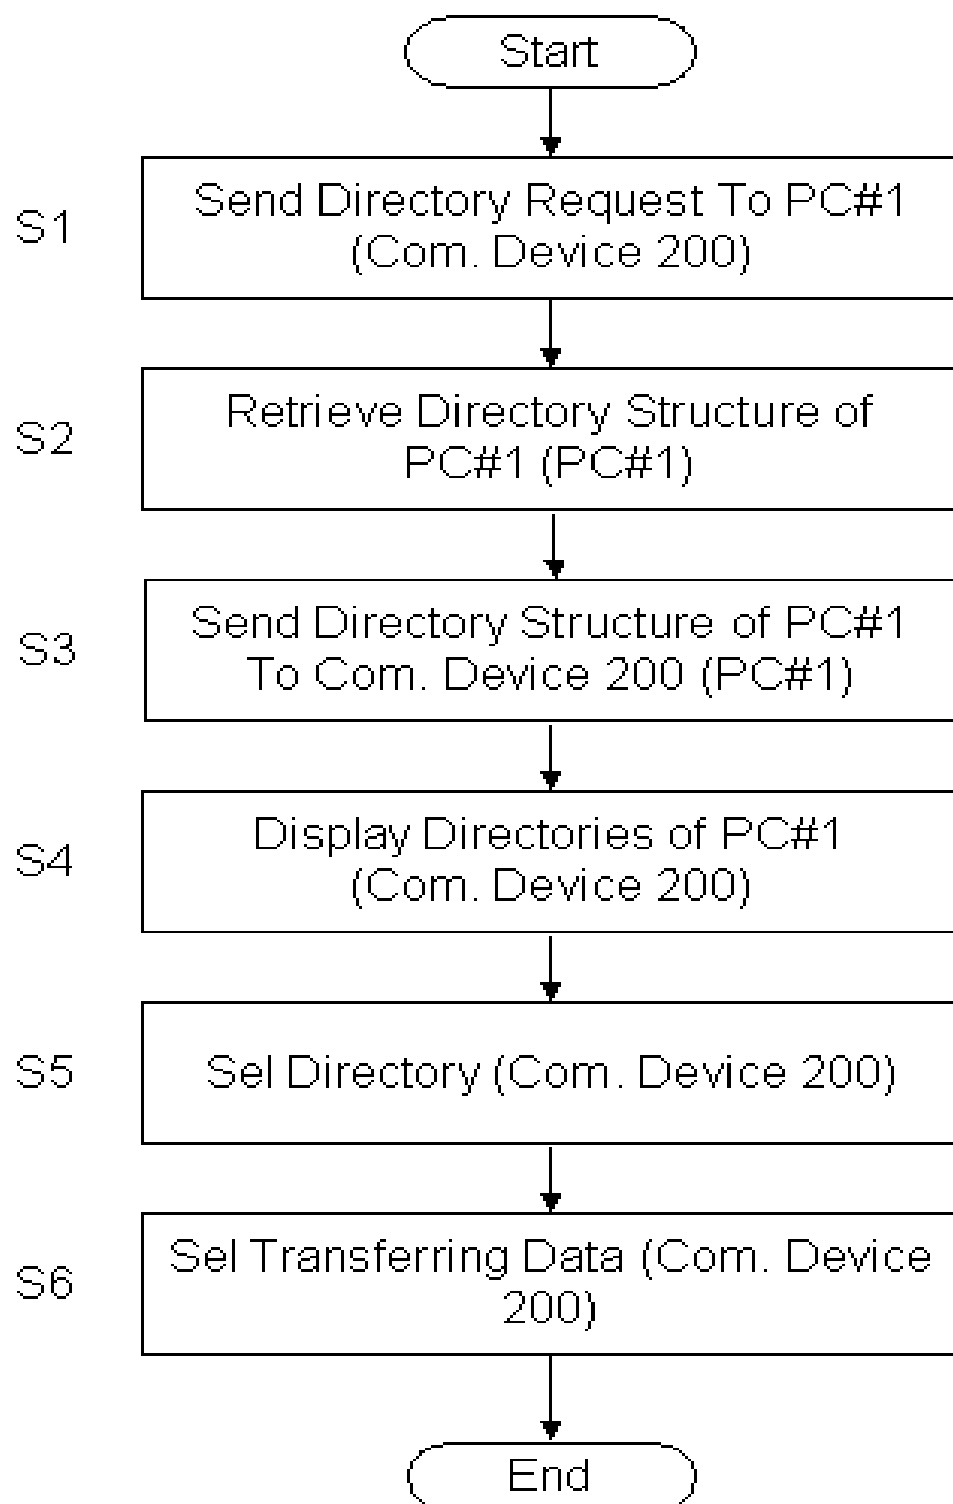 Start
S1
Send Directory Request To PC#1
(Com. Device 200)
S2
Retrieve Directory Structure of
PC#1 (PC#1)
S3
Send Directory Structure of PC#1
To Com. Device 200 (PC#1)
S4
Display Directories of PC#1
(Com. Device 200)
S5
Sel Directory (Com. Device 200)
S6
Sel Transferring Data (Com. Device
200)
End